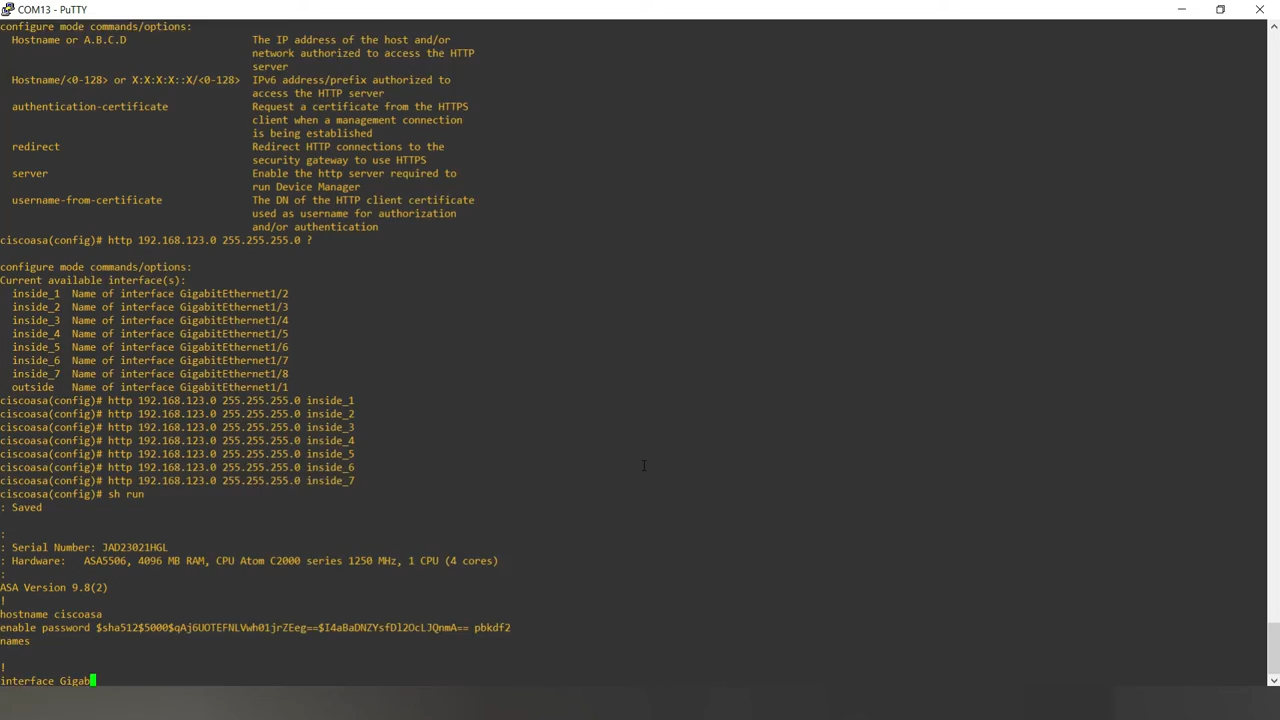 COM13 - PuTTY
configure mode commands/options:
Hostname or A.B.C.D The IP address of the host and/or
network authorized to access the HTTP
server
Hostname/<0-128> or X:X:X:X::X/<0-128> IPv6 address/prefix authorized to
access the HTTP server
authentication-certificate Request a certificate from the HTTPS
client when a management connection
is being established
redirect Redirect HTTP connections to the
security gateway to use HTTPS
server Enable the http server required to
run Device Manager
username-from-certificate The DN of the HTTP client certificate
used as username for authorization
and/or authentication
ciscoasa(config)# http 192.168.123.0 255.255.255.0 ?
configure mode commands/options:
Current available interface(s):
inside_1 Name of interface GigabitEthernet1/2
inside_2 Name of interface GigabitEthernet1/3
inside_3 Name of interface GigabitEthernet1/4
inside_4 Name of interface GigabitEthernet1/5
inside_5 Name of interface GigabitEthernet1/6
inside_6 Name of interface GigabitEthernet1/7
inside_7 Name of interface GigabitEthernet1/8
outside Name of interface GigabitEthernet1/1
ciscoasa(config)# http 192.168.123.0 255.255.255.0 inside_1
ciscoasa(config)# http 192.168.123.0 255.255.255.0 inside_2
ciscoasa(config)# http 192.168.123.0 255.255.255.0 inside_3
ciscoasa(config)# http 192.168.123.0 255.255.255.0 inside_4
ciscoasa(config)# http 192.168.123.0 255.255.255.0 inside_5
ciscoasa(config)# http 192.168.123.0 255.255.255.0 inside_6
ciscoasa(config)# http 192.168.123.0 255.255.255.0 inside_7
ciscoasa(config)# sh run
: Saved
:
: Serial Number: JAD23021HGL
: Hardware: ASA5506, 4096 MB RAM, CPU Atom C2000 series 1250 MHz, 1 CPU (4 cores)
:
ASA Version 9.8(2)
!
hostname ciscoasa
enable password $sha512$5000$qAj6UOTEFNLVwh01jrZEeg==$I4aBaDNZYsfDl2OcLJQnmA== pbkdf2
names
!
interface Gigab